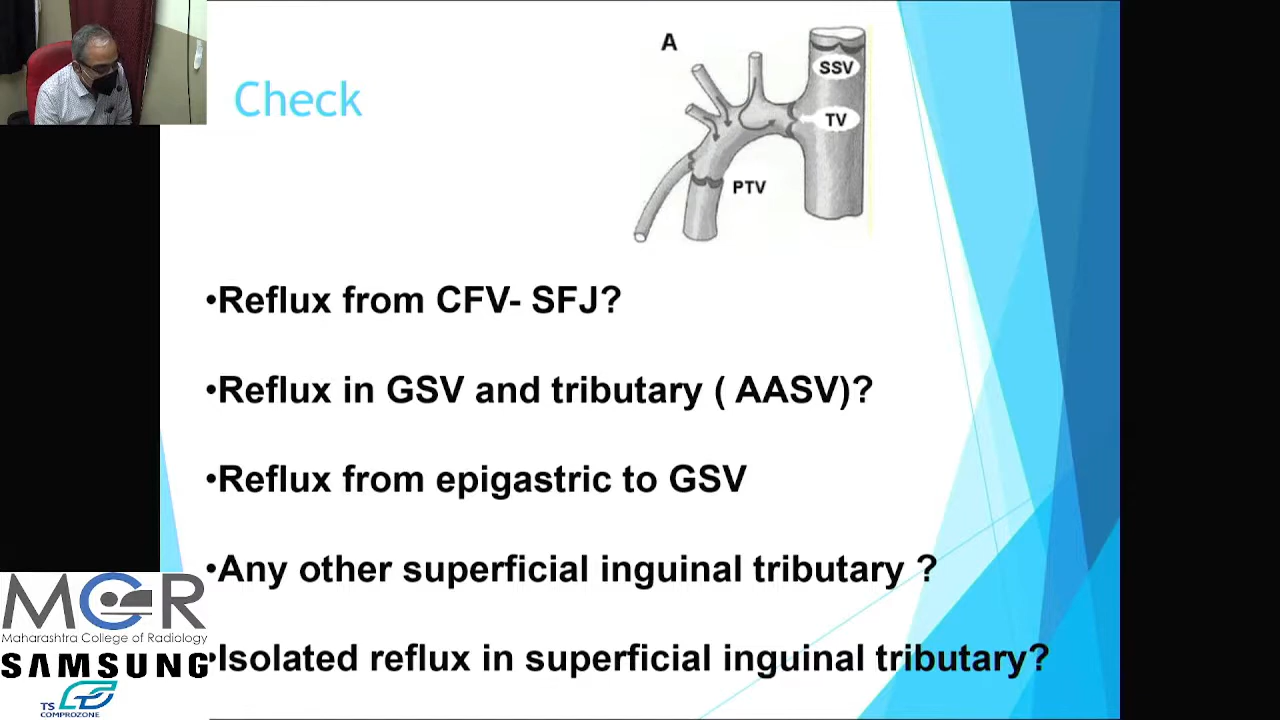 Check
A
SSV
TV
PTV
•Reflux from CFV- SFJ?
•Reflux in GSV and tributary ( AASV)?
•Reflux from epigastric to GSV
•Any other superficial inguinal tributary ?
•Isolated reflux in superficial inguinal tributary?
MCR
Maharashtra College of Radiology
SAMSUNG
TS
COMPROZONE